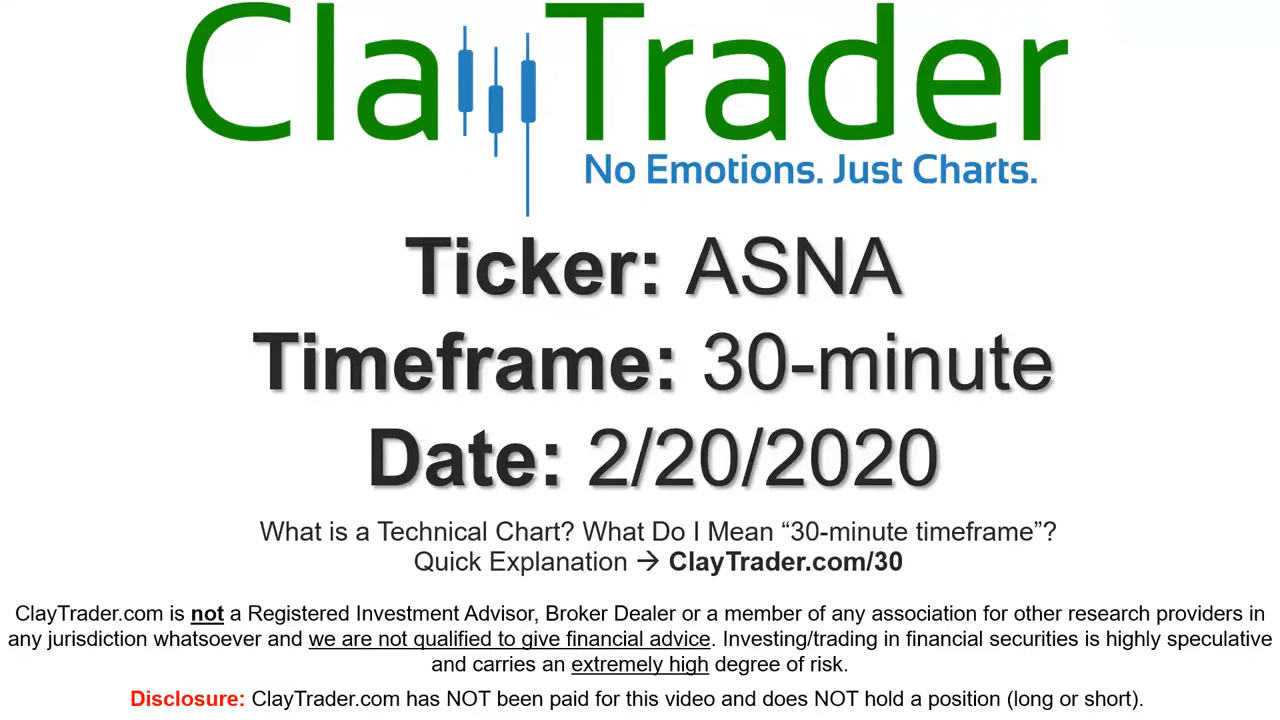 ClayTrader
No Emotions. Just Charts.
Ticker: ASNA
Timeframe: 30-minute
Date: 2/20/2020
What is a Technical Chart? What Do I Mean “30-minute timeframe”?
Quick Explanation → ClayTrader.com/30
ClayTrader.com is not a Registered Investment Advisor, Broker Dealer or a member of any association for other research providers in
any jurisdiction whatsoever and we are not qualified to give financial advice. Investing/trading in financial securities is highly speculative
and carries an extremely high degree of risk.
Disclosure: ClayTrader.com has NOT been paid for this video and does NOT hold a position (long or short).